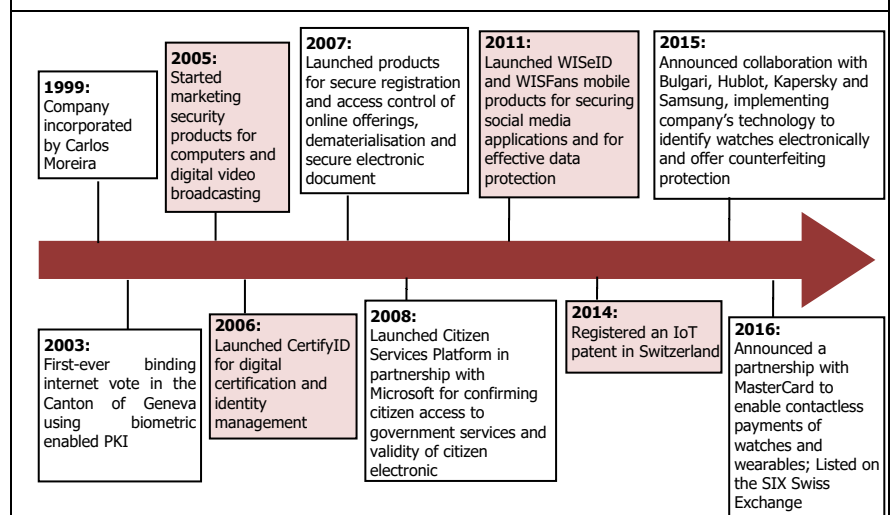 1999:
Company
incorporated
by Carlos
Moreira
2005:
Started
marketing
security
products for
computers and
digital video
broadcasting
2007:
Launched products
for secure registration
and access control of
online offerings,
dematerialisation and
secure electronic
document
2011:
Launched WISeID
and WISFans mobile
products for securing
social media
applications and for
effective data
protection
2015:
Announced collaboration with
Bulgari, Hublot, Kapersky and
Samsung, implementing
company's technology to
identify watches electronically
and offer counterfeiting
protection
2003:
First-ever binding
internet vote in the
Canton of Geneva
using biometric
enabled PKI
2006:
Launched CertifyID
for digital
certification and
identity
management
2008:
Launched Citizen
Services Platform in
partnership with
Microsoft for confirming
citizen access to
government services and
validity of citizen
electronic
2014:
Registered an IoT
patent in Switzerland
2016:
Announced a
partnership with
MasterCard to
enable contactless
payments of
watches and
wearables; Listed on
the SIX Swiss
Exchange